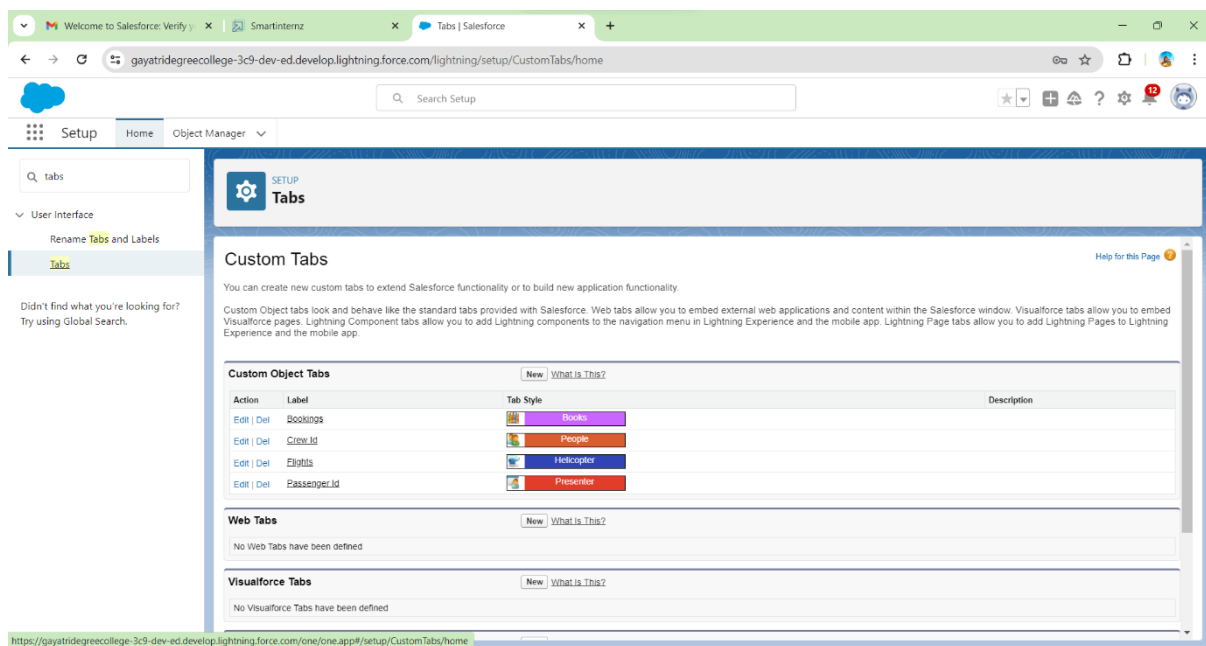 Welcome to Salesforce: Verify y
Smartinternz
Tabs | Salesforce
gayatridegreecollege-3c9-dev-ed.develop.lightning.force.com/lightning/setup/CustomTabs/home
Search Setup
12
Setup
Home
Object Manager
tabs
User Interface
Rename Tabs and Labels
Tabs
Didn't find what you're looking for?
Try using Global Search.
SETUP
Tabs
Custom Tabs
Help for this Page
You can create new custom tabs to extend Salesforce functionality or to build new application functionality.
Custom Object tabs look and behave like the standard tabs provided with Salesforce. Web tabs allow you to embed external web applications and content within the Salesforce window. Visualforce tabs allow you to embed
Visualforce pages. Lightning Component tabs allow you to add Lightning components to the navigation menu in Lightning Experience and the mobile app. Lightning Page tabs allow you to add Lightning Pages to Lightning
Experience and the mobile app.
Custom Object Tabs New What Is This?
Action Label Tab Style Description
Edit | Del Bookings Books
Edit | Del Crew Id People
Edit | Del Flights Helicopter
Edit | Del Passenger Id Presenter
Web Tabs New What Is This?
No Web Tabs have been defined
Visualforce Tabs New What Is This?
No Visualforce Tabs have been defined
https://gayatridegreecollege-3c9-dev-ed.develop.lightning.force.com/one/one.app#/setup/CustomTabs/home